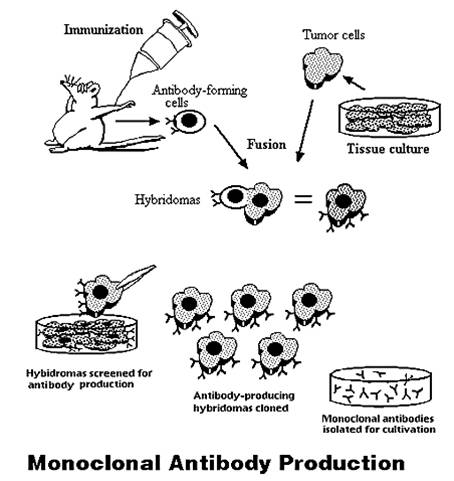 Immunization
Tumor cells
Antibody-forming
cells
Fusion
Tissue culture
Hybridomas
Hybidromas screened for
antibody production
Antibody-producing
hybridomas cloned
Monoclonal antibodies
isolated for cultivation
Monoclonal Antibody Production